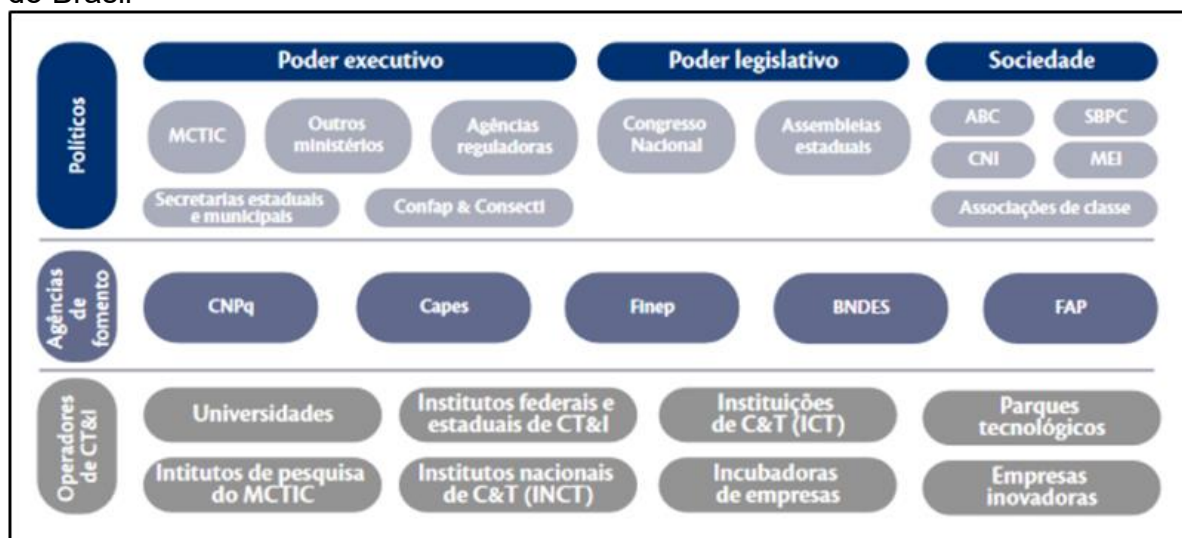 do Brasil
Políticos
Poder executivo
Poder legislativo
Sociedade
MCTIC
Outros
ministérios
Agências
reguladoras
Congresso
Nacional
Assembleias
estaduais
ABC
SBPC
CNI
MEI
Secretarias estaduais
e municipais
Confap & Consecti
Associações de classe
Agências
de
fomento
CNPq
Capes
Finep
BNDES
FAP
Operadores
de CT&I
Universidades
Institutos federais e
estaduais de CT&I
Instituições
de C&T (ICT)
Parques
tecnológicos
Intitutos de pesquisa
do MCTIC
Institutos nacionais
de C&T (INCT)
Incubadoras
de empresas
Empresas
inovadoras